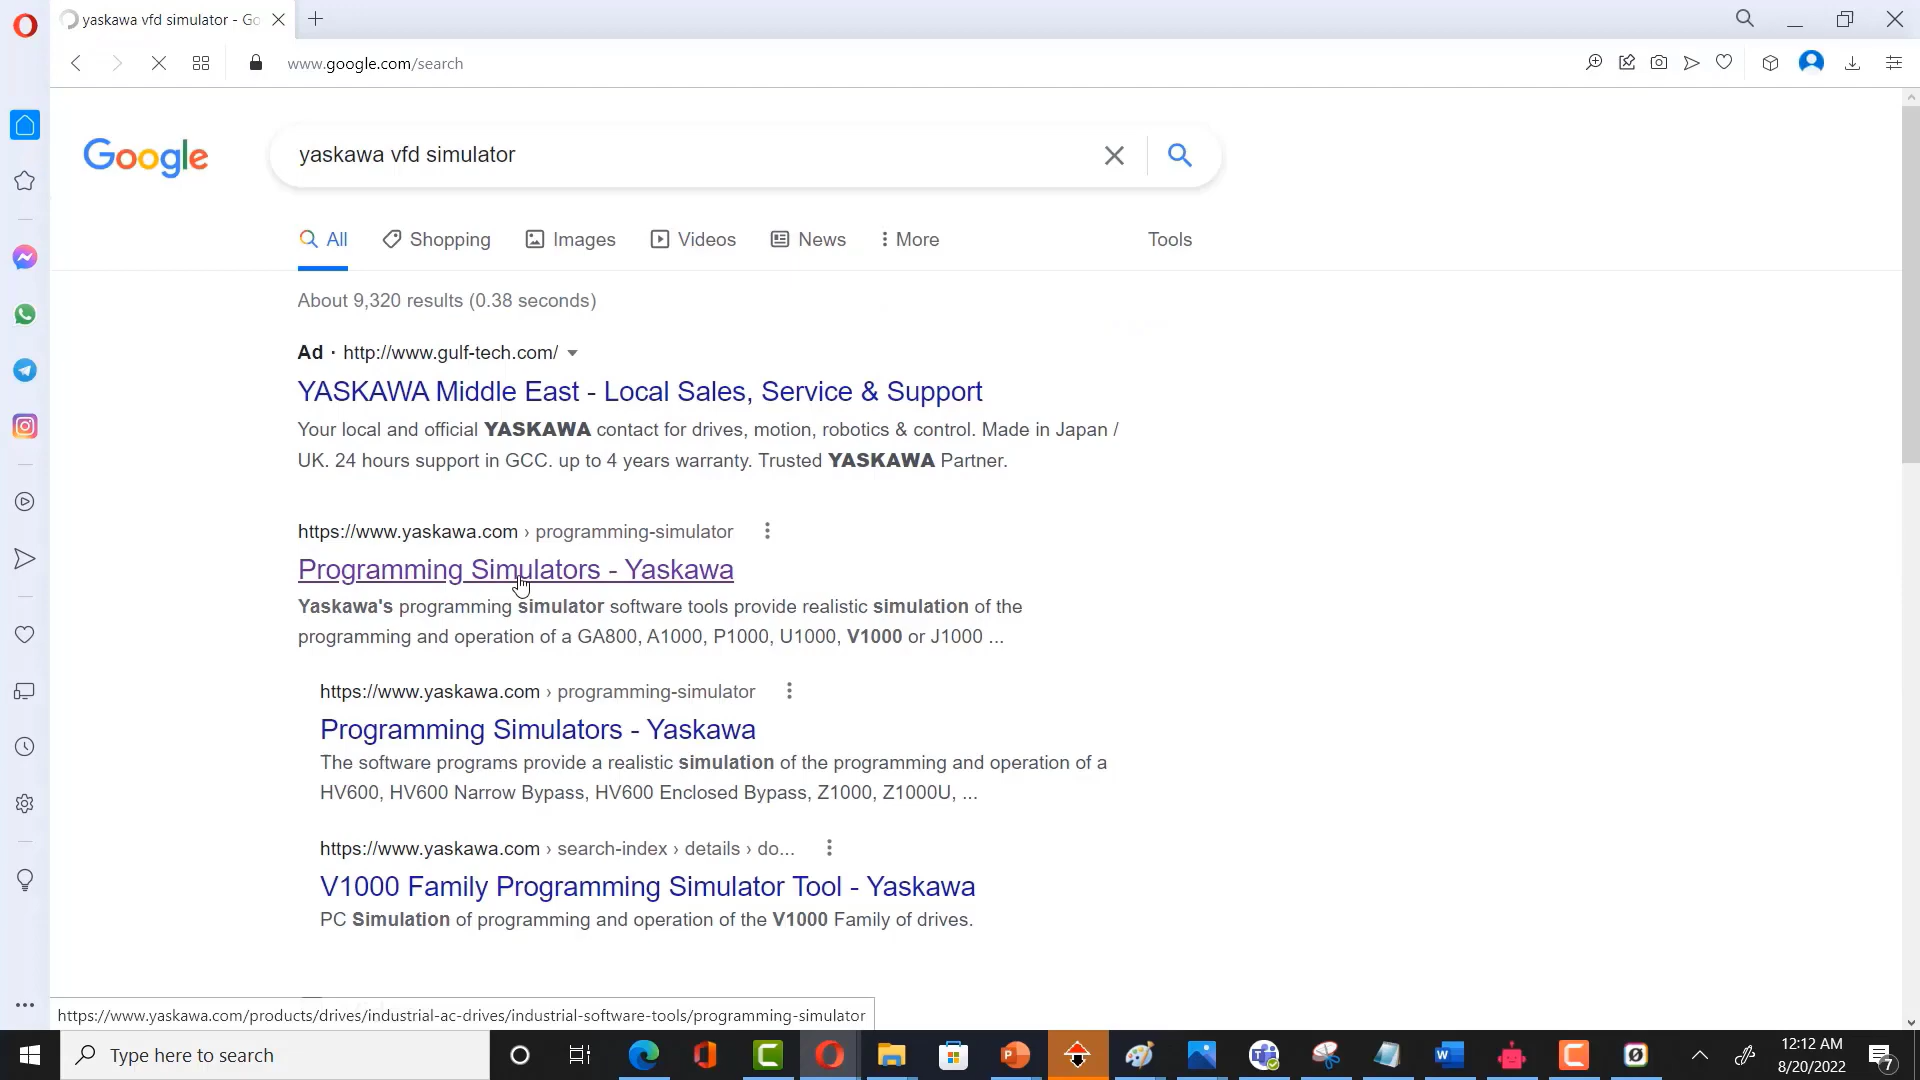 yaskawa vfd simulator - Go
www.google.com/search
Google
yaskawa vfd simulator
All
Shopping
Images
Videos
News
More
Tools
About 9,320 results (0.38 seconds)
Ad · http://www.gulf-tech.com/
YASKAWA Middle East - Local Sales, Service & Support
Your local and official YASKAWA contact for drives, motion, robotics & control. Made in Japan /
UK. 24 hours support in GCC. up to 4 years warranty. Trusted YASKAWA Partner.
https://www.yaskawa.com › programming-simulator
Programming Simulators - Yaskawa
Yaskawa's programming simulator software tools provide realistic simulation of the
programming and operation of a GA800, A1000, P1000, U1000, V1000 or J1000 ...
https://www.yaskawa.com › programming-simulator
Programming Simulators - Yaskawa
The software programs provide a realistic simulation of the programming and operation of a
HV600, HV600 Narrow Bypass, HV600 Enclosed Bypass, Z1000, Z1000U, ...
https://www.yaskawa.com › search-index › details › do...
V1000 Family Programming Simulator Tool - Yaskawa
PC Simulation of programming and operation of the V1000 Family of drives.
https://www.yaskawa.com/products/drives/industrial-ac-drives/industrial-software-tools/programming-simulator
Type here to search
12:12 AM
8/20/2022
7